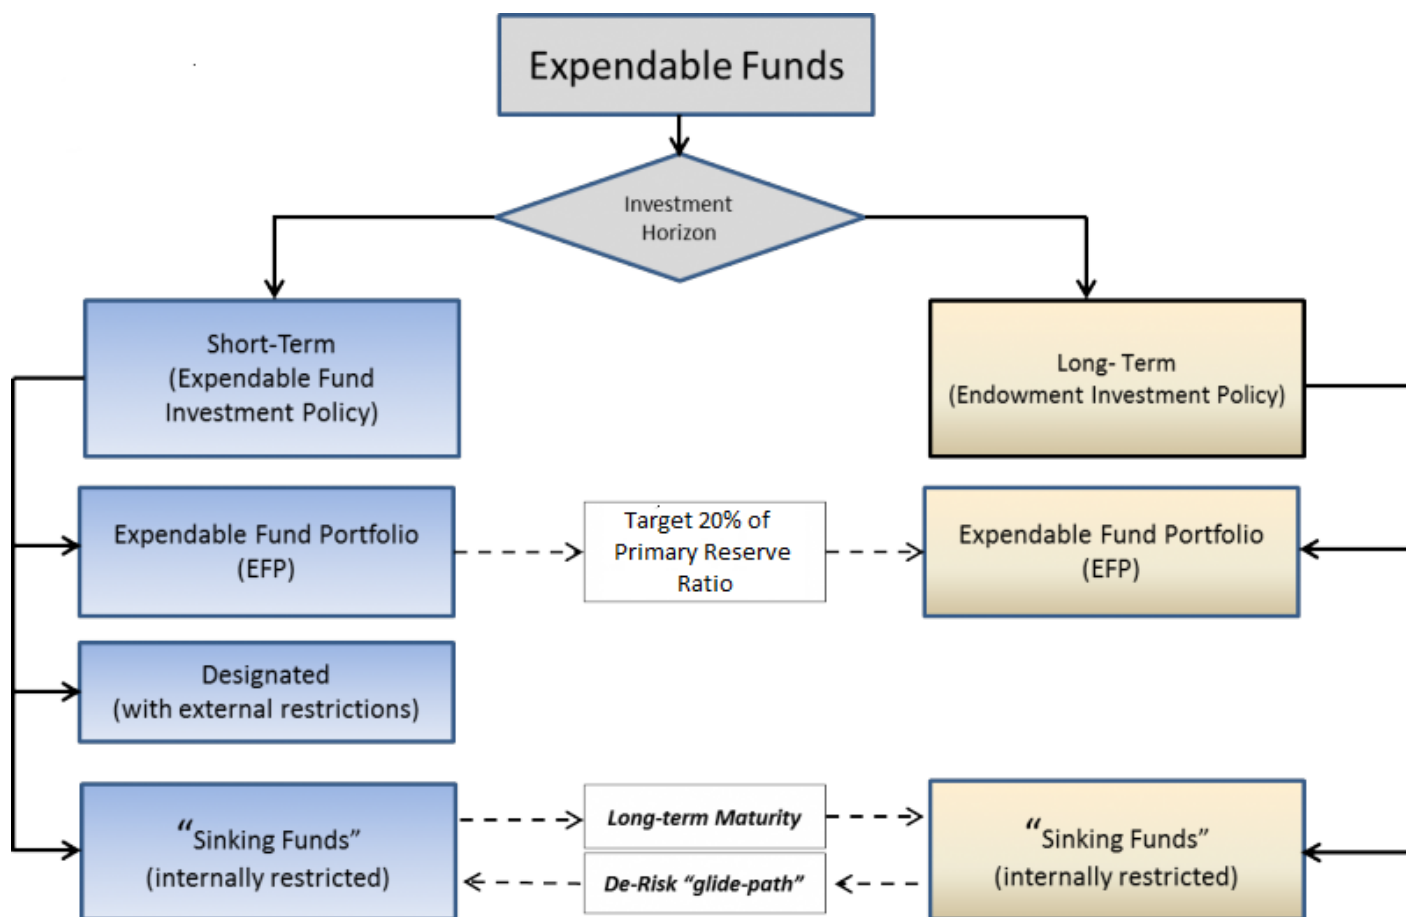 Expendable Funds
Investment
Horizon
Short-Term
(Expendable Fund
Investment Policy)
Long- Term
(Endowment Investment Policy)
Expendable Fund Portfolio
(EFP)
Target 20% of
Primary Reserve
Ratio
Expendable Fund Portfolio
(EFP)
Designated
(with external restrictions)
“Sinking Funds”
(internally restricted)
Long-term Maturity
De-Risk “glide-path”
“Sinking Funds”
(internally restricted)